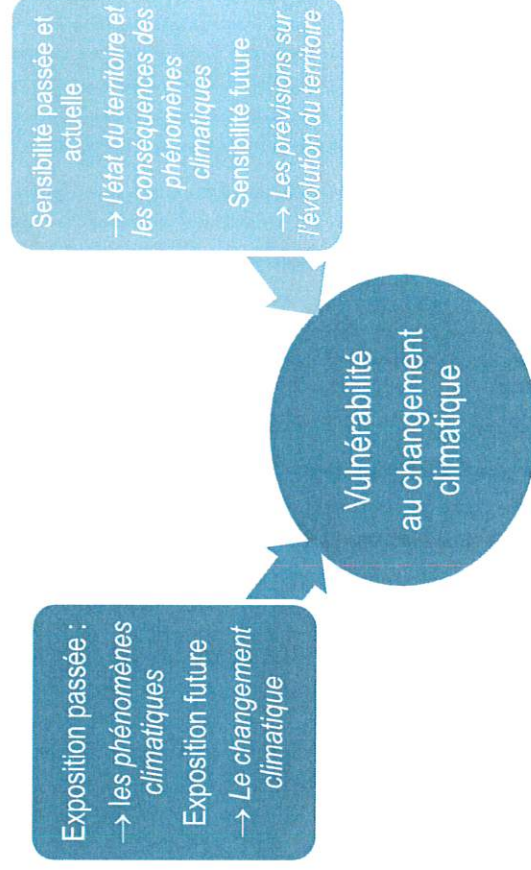 Exposition passée :
→ les phénomènes
climatiques
Exposition future
→ Le changement
climatique
Sensibilité passée et
actuelle
→ l'état du territoire et
les conséquences des
phénomènes
climatiques
Sensibilité future
→ Les prévisions sur
l'évolution du territoire
Vulnérabilité
au changement
climatique